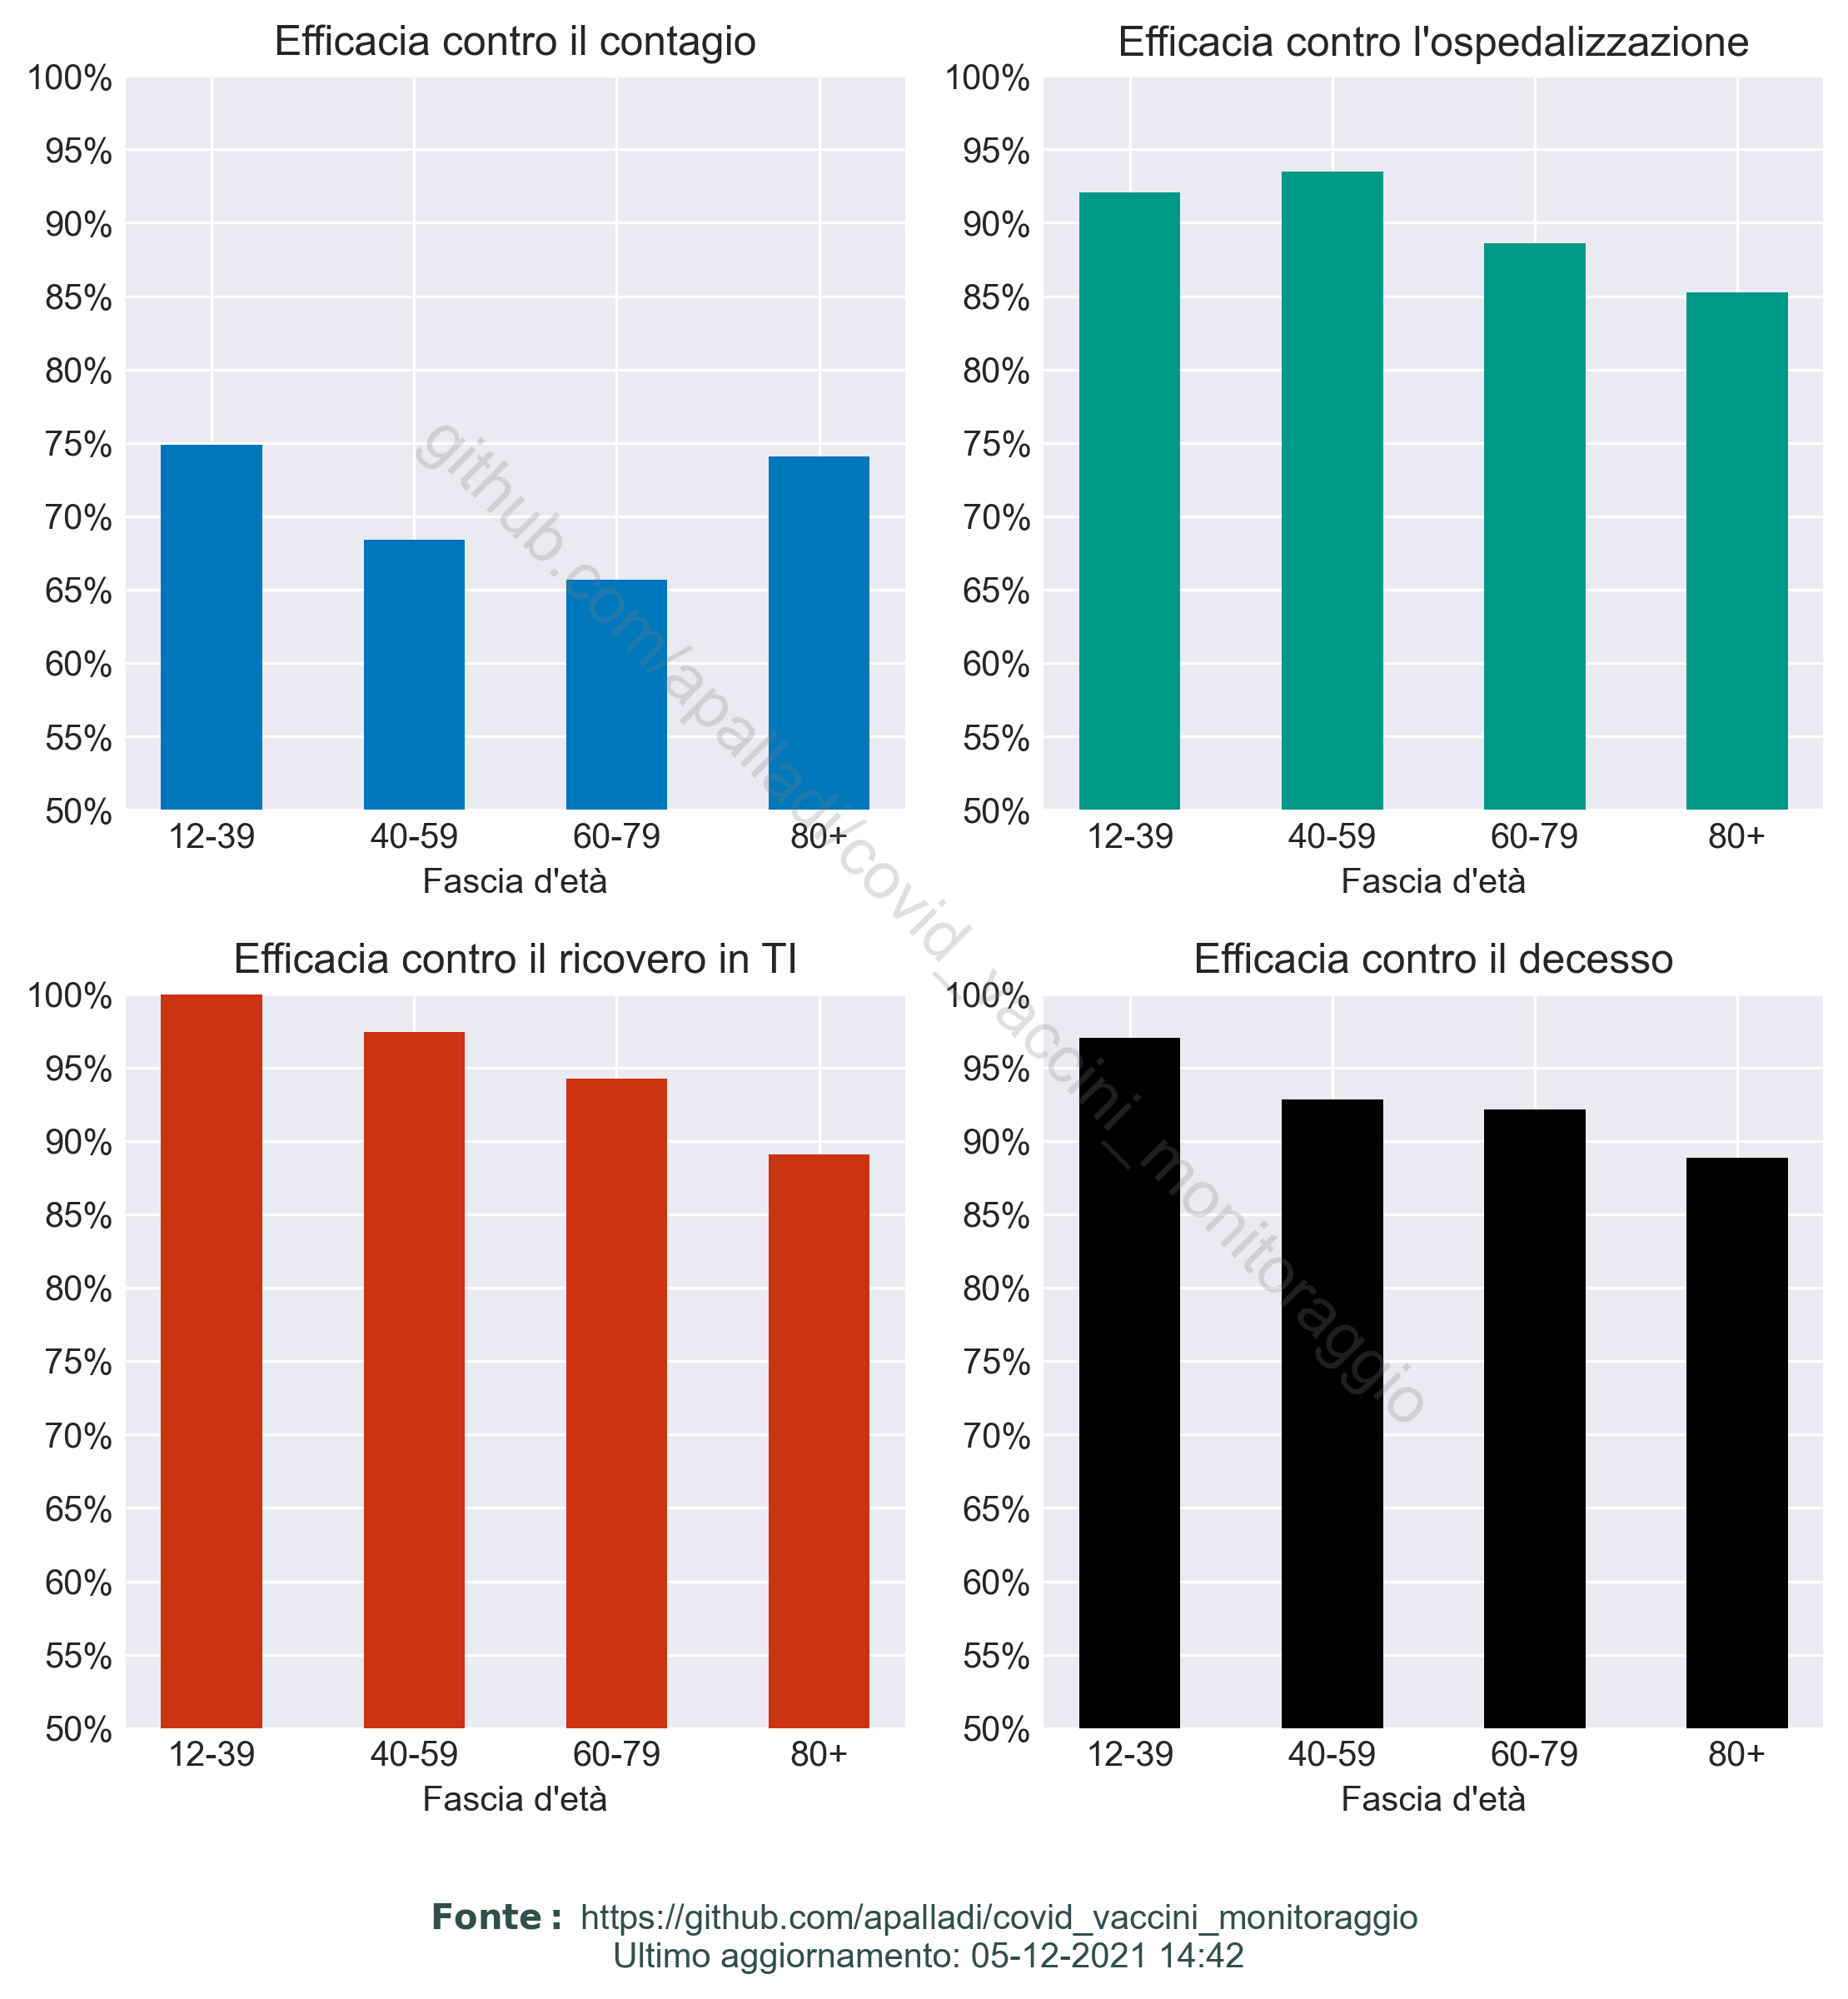 Efficacia contro il contagio
100%
95%
90%
85%
80%
75%
70%
65%
60%
55%
50%
12-39 40-59 60-79 80+
Fascia d'età
Efficacia contro l'ospedalizzazione
100%
95%
90%
85%
80%
75%
70%
65%
60%
55%
50%
12-39 40-59 60-79 80+
Fascia d'età
Efficacia contro il ricovero in TI
100%
95%
90%
85%
80%
75%
70%
65%
60%
55%
50%
12-39 40-59 60-79 80+
Fascia d'età
Efficacia contro il decesso
100%
95%
90%
85%
80%
75%
70%
65%
60%
55%
50%
12-39 40-59 60-79 80+
Fascia d'età
github.com/apalladi/covid_vaccini_monitoraggio
Fonte: https://github.com/apalladi/covid_vaccini_monitoraggio
Ultimo aggiornamento: 05-12-2021 14:42